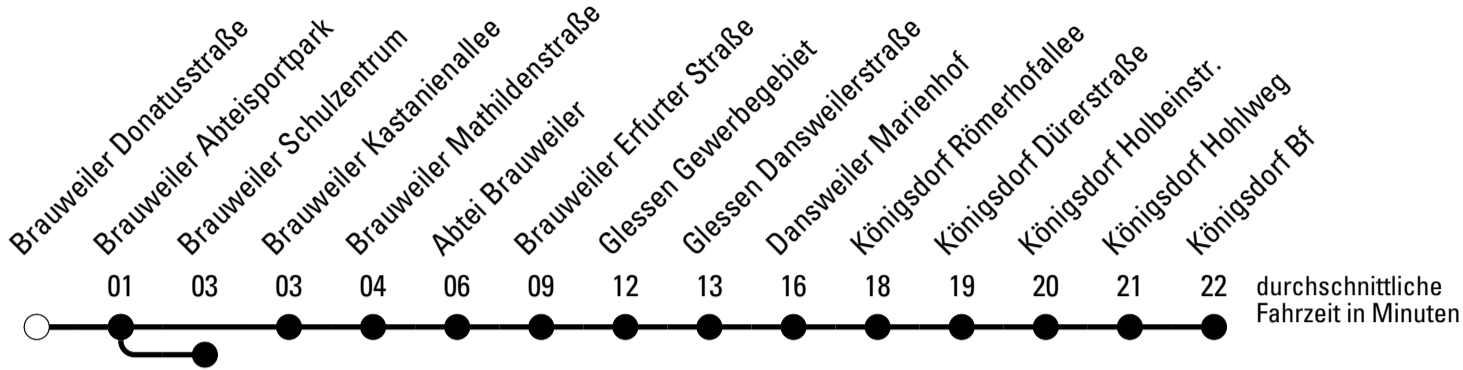 Brauweiler Donatusstraße
Brauweiler Abteisportpark
Brauweiler Schulzentrum
Brauweiler Kastanienallee
Brauweiler Mathildenstraße
Abtei Brauweiler
Brauweiler Erfurter Straße
Glessen Gewerbegebiet
Glessen Dansweilerstraße
Dansweiler Marienhof
Königsdorf Römerhofallee
Königsdorf Dürerstraße
Königsdorf Holbeinstr.
Königsdorf Hohlweg
Königsdorf Bf
01 03 03 04 06 09 12 13 16 18 19 20 21 22
durchschnittliche
Fahrzeit in Minuten